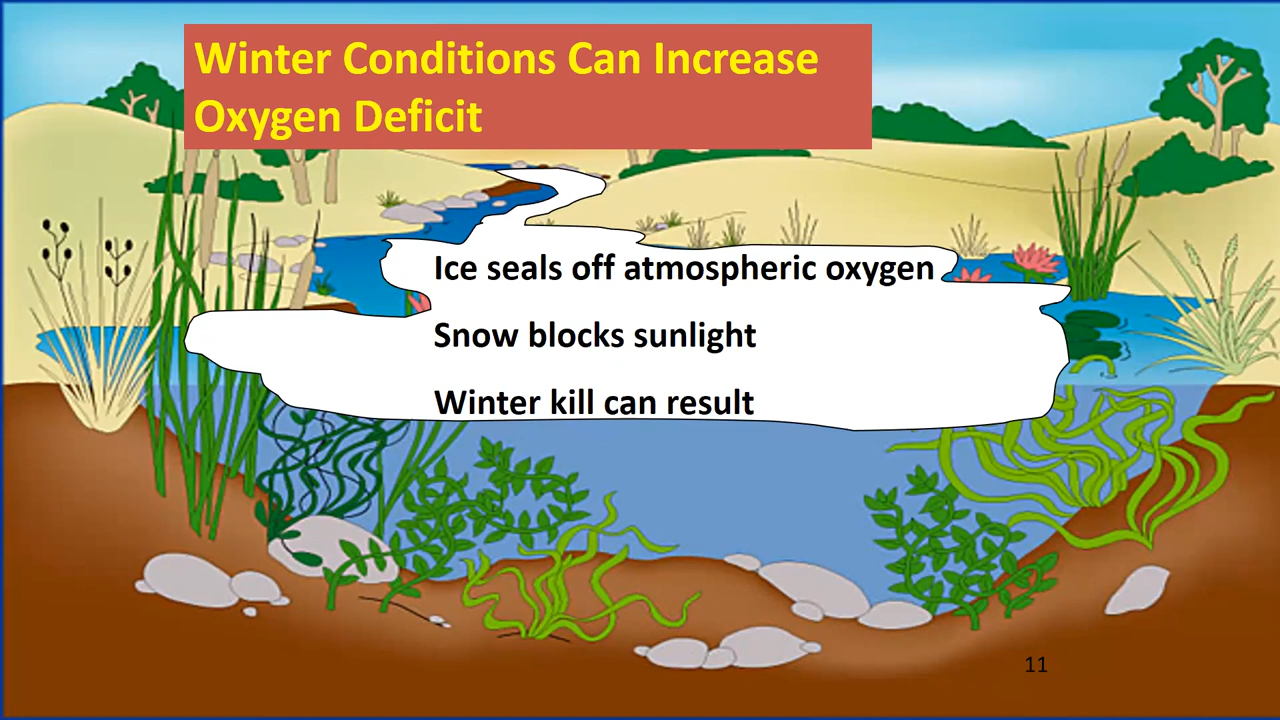 Winter Conditions Can Increase
Oxygen Deficit
Ice seals off atmospheric oxygen
Snow blocks sunlight
Winter kill can result
11